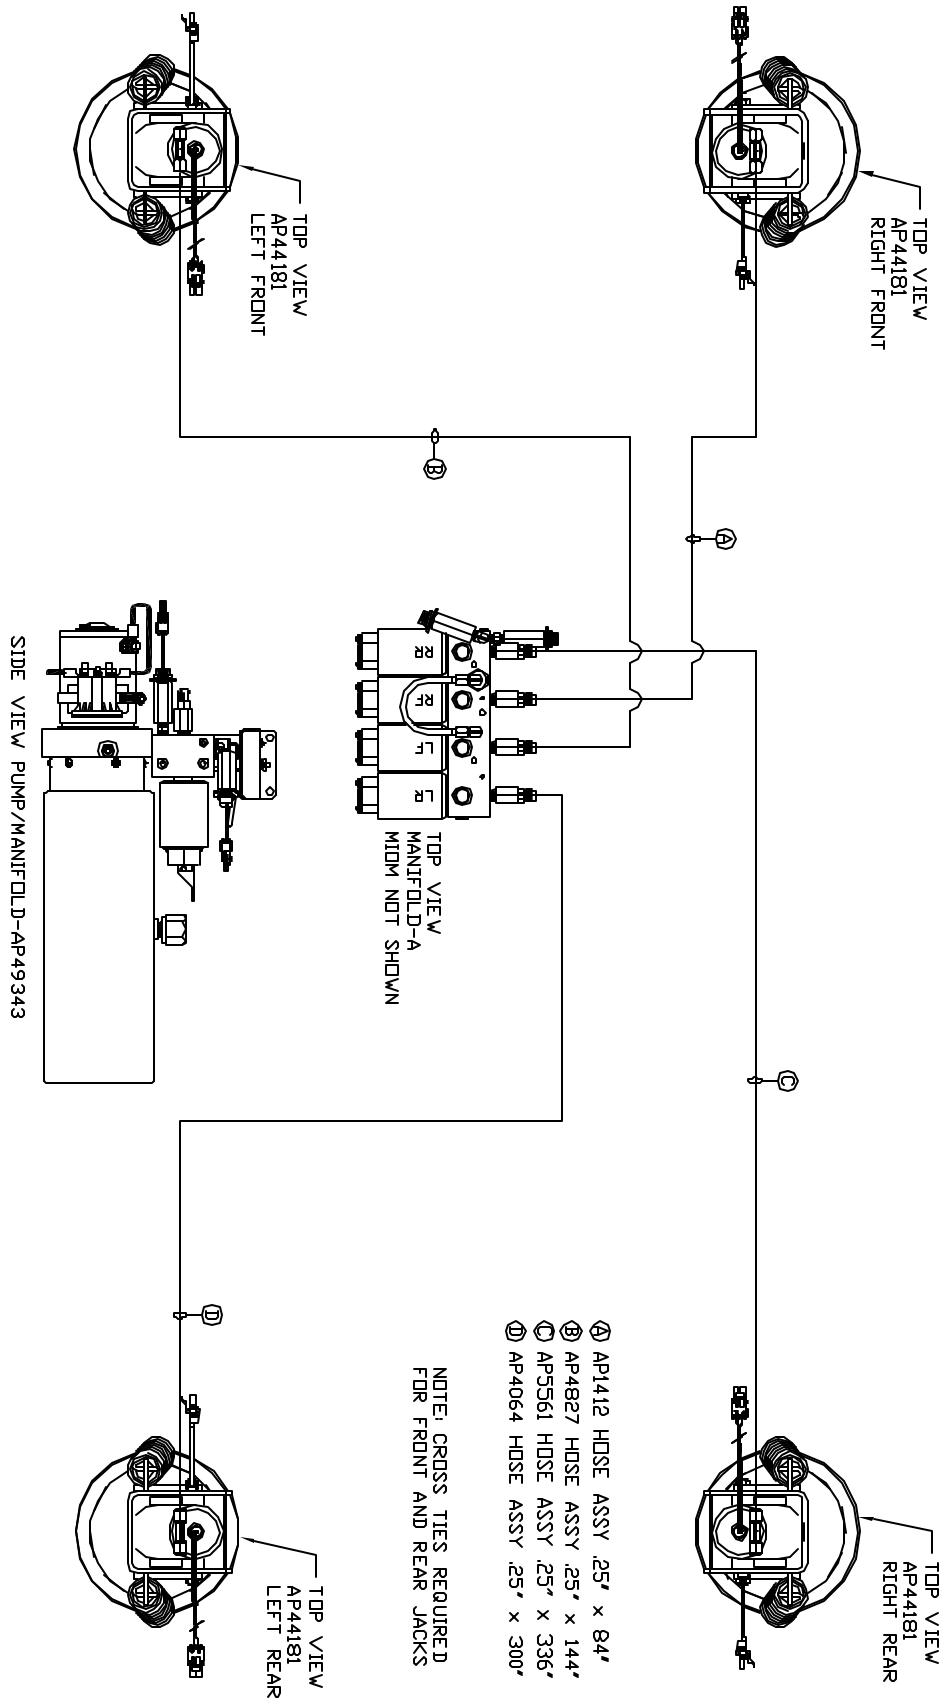 TOP VIEW
AP44181
RIGHT FRONT
TOP VIEW
AP44181
RIGHT REAR
A
C
A AP1412 HOSE ASSY .25" x 84"
B AP4827 HOSE ASSY .25" x 144"
C AP5561 HOSE ASSY .25" x 336"
D AP4064 HOSE ASSY .25" x 300"
B
RR
RF
LF
LR
TOP VIEW
MANIFOLD-A
MIOM NOT SHOWN
NOTE: CROSS TIES REQUIRED
FOR FRONT AND REAR JACKS
TOP VIEW
AP44181
LEFT FRONT
D
TOP VIEW
AP44181
LEFT REAR
SIDE VIEW PUMP/MANIFOLD-AP49343